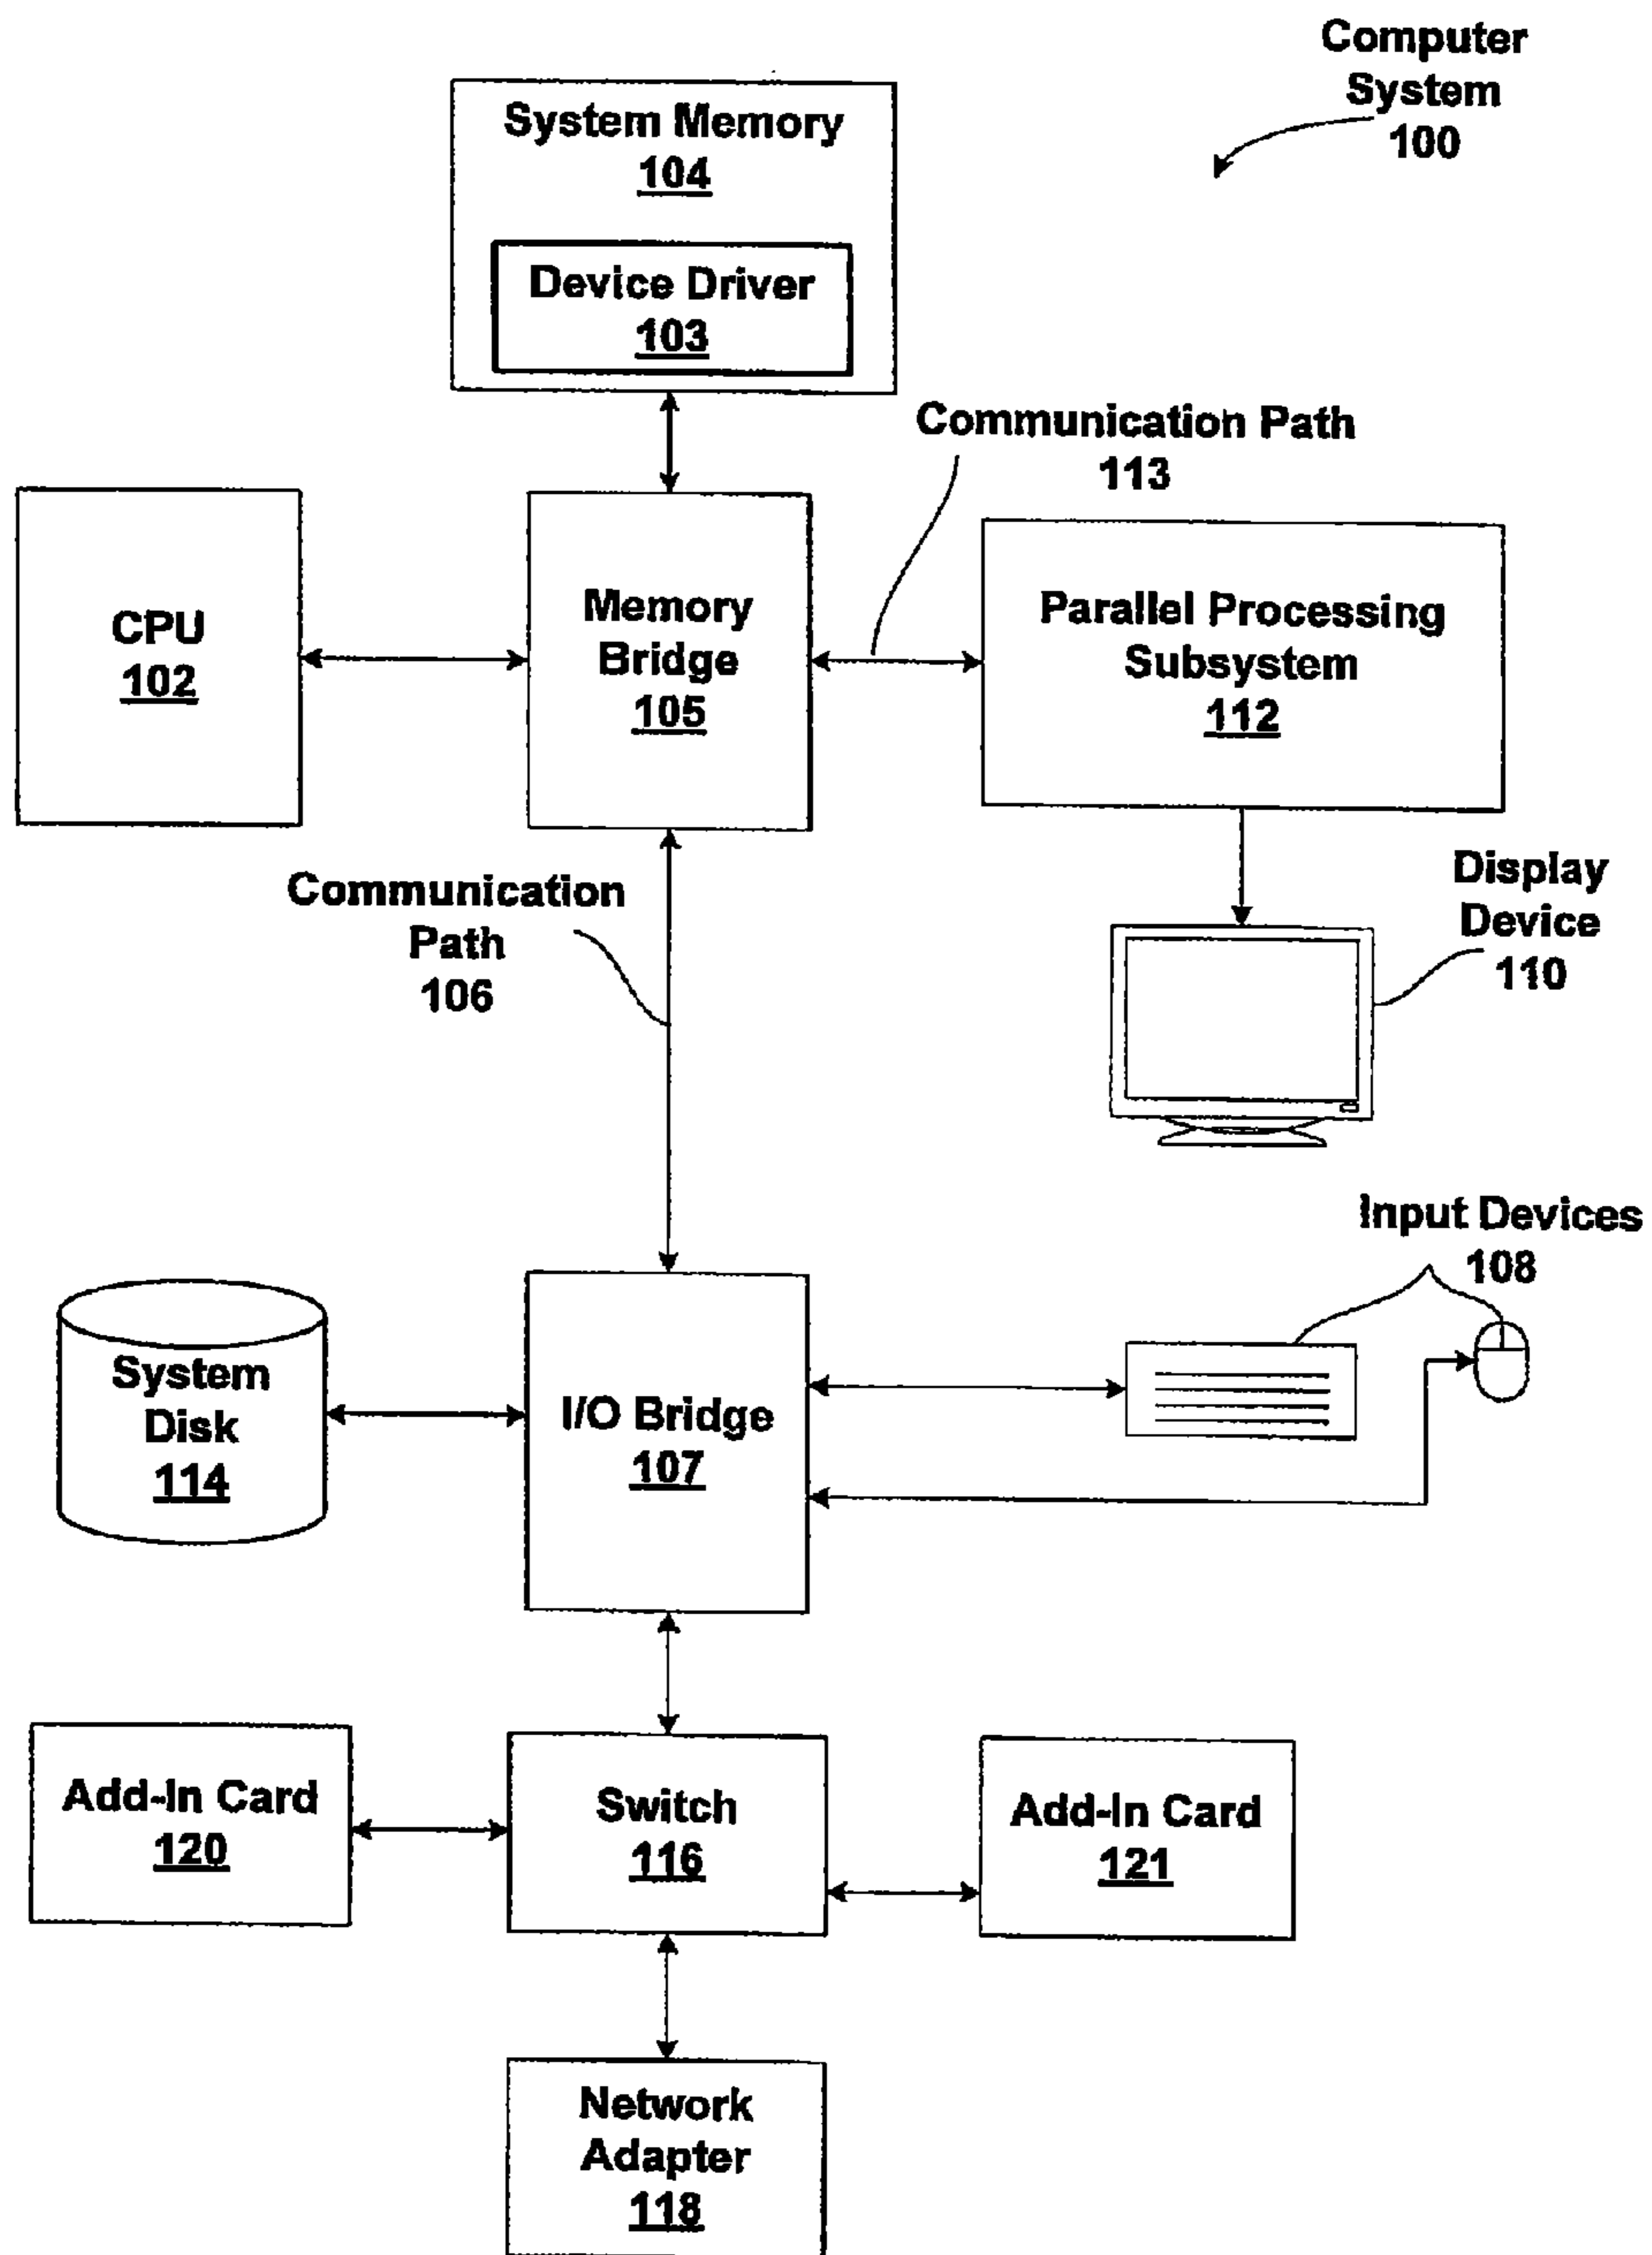 Computer
System
100
System Memory
104
Device Driver
103
Communication Path
113
CPU
102
Memory
Bridge
105
Parallel Processing
Subsystem
112
Communication
Path
106
Display
Device
110
Input Devices
108
System
Disk
114
I/O Bridge
107
Add-In Card
120
Switch
116
Add-In Card
121
Network
Adapter
118